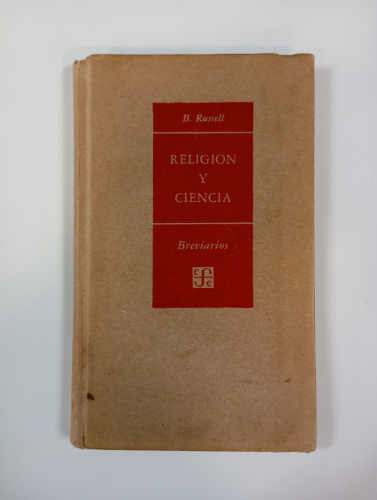 B. Russell
RELIGION
Y
CIENCIA
Breviarios
c f e